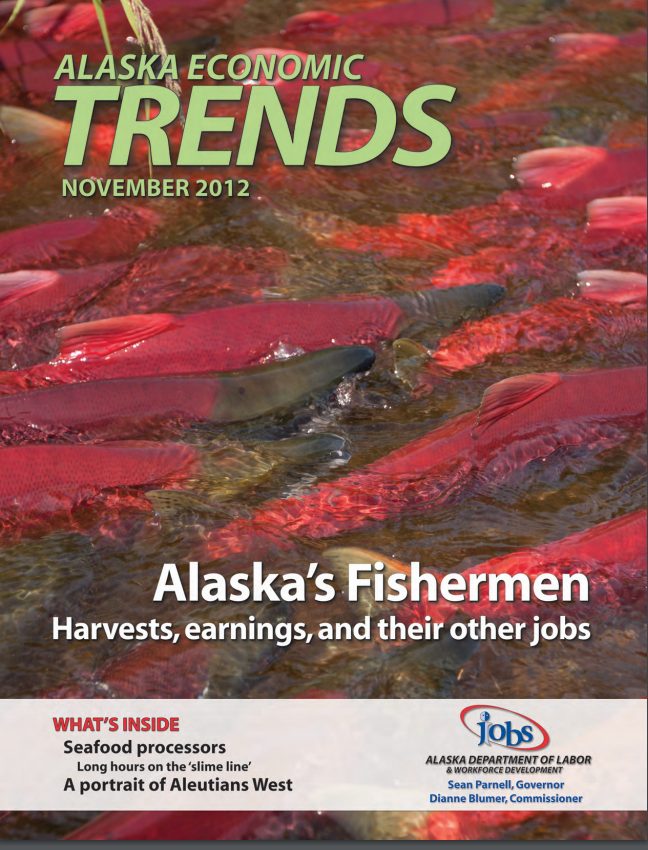 ALASKA ECONOMIC
TRENDS
NOVEMBER 2012
Alaska's Fishermen
Harvests, earnings, and their other jobs
WHAT'S INSIDE
Seafood processors
Long hours on the 'slime line'
A portrait of Aleutians West
jobs
ALASKA DEPARTMENT OF LABOR
& WORKFORCE DEVELOPMENT
Sean Parnell, Governor
Dianne Blumer, Commissioner